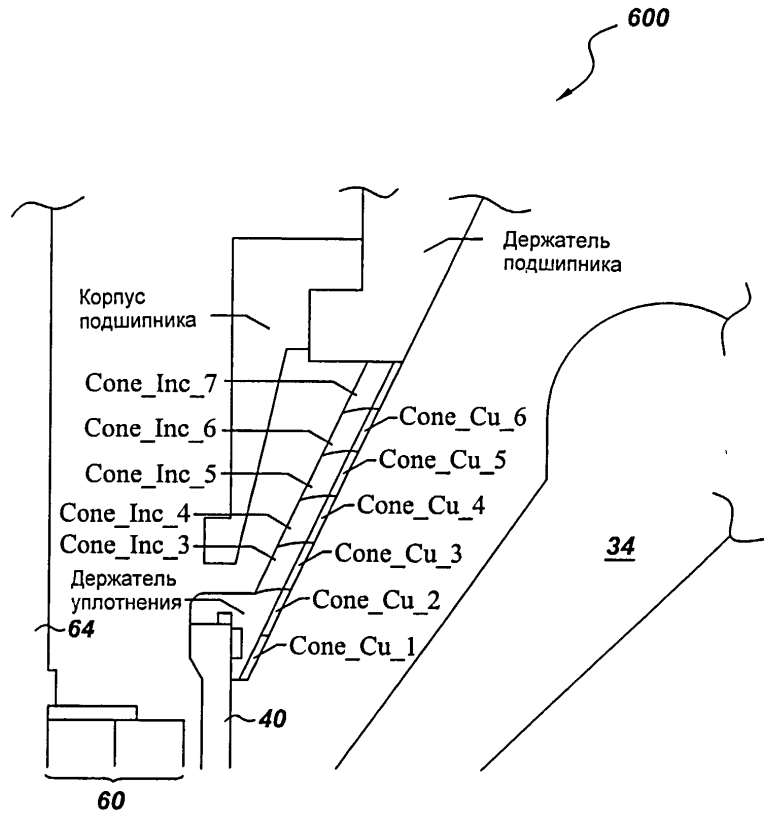 600
Держатель
подшипника
Корпус
подшипника
Cone_Inc_7
Cone_Cu_6
Cone_Inc_6
Cone_Cu_5
Cone_Inc_5
Cone_Cu_4
Cone_Inc_4
Cone_Inc_3
Cone_Cu_3
34
Держатель
уплотнения
Cone_Cu_2
64
Cone_Cu_1
40
60